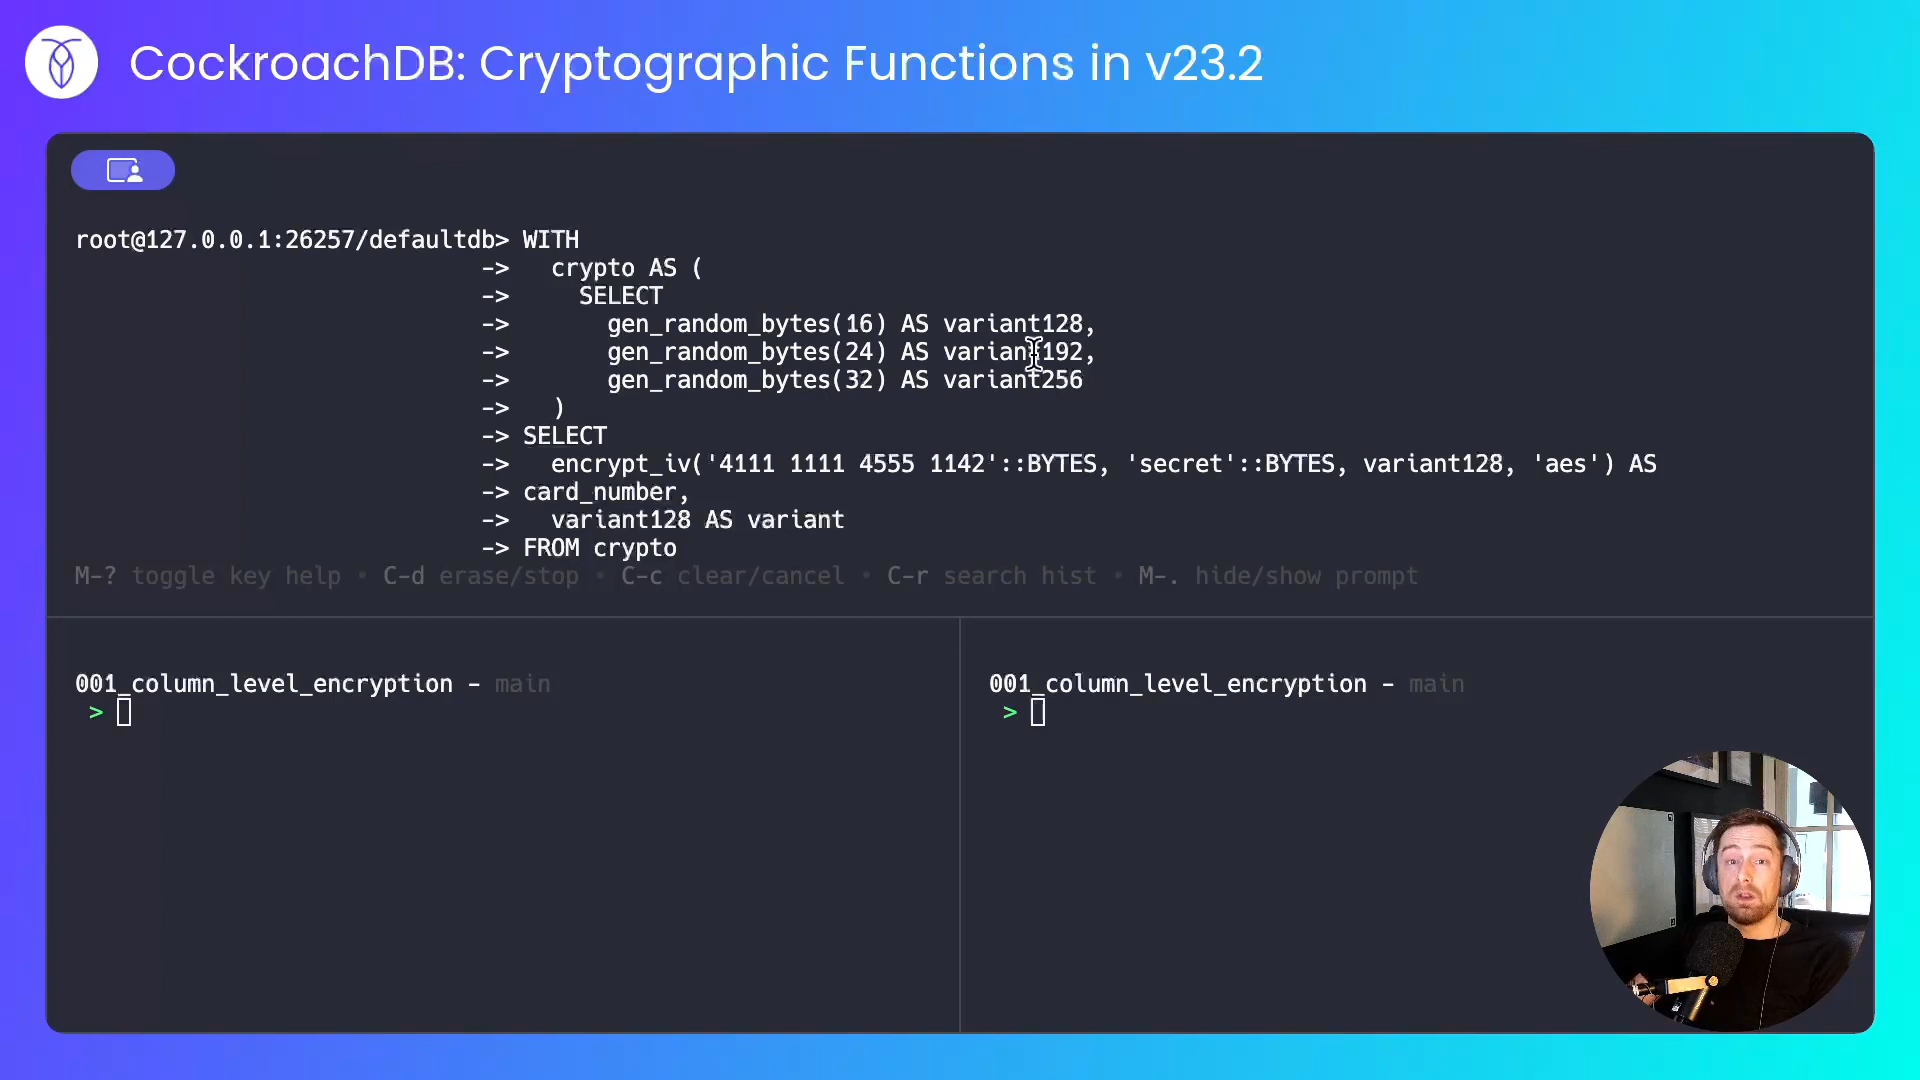 CockroachDB: Cryptographic Functions in v23.2
root@127.0.0.1:26257/defaultdb> WITH
-> crypto AS (
-> SELECT
-> gen_random_bytes(16) AS variant128,
-> gen_random_bytes(24) AS variant192,
-> gen_random_bytes(32) AS variant256
-> )
-> SELECT
-> encrypt_iv('4111 1111 4555 1142'::BYTES, 'secret'::BYTES, variant128, 'aes') AS
-> card_number,
-> variant128 AS variant
-> FROM crypto
M-? toggle key help • C-d erase/stop • C-c clear/cancel • C-r search hist • M-. hide/show prompt
001_column_level_encryption - main
>
001_column_level_encryption - main
>